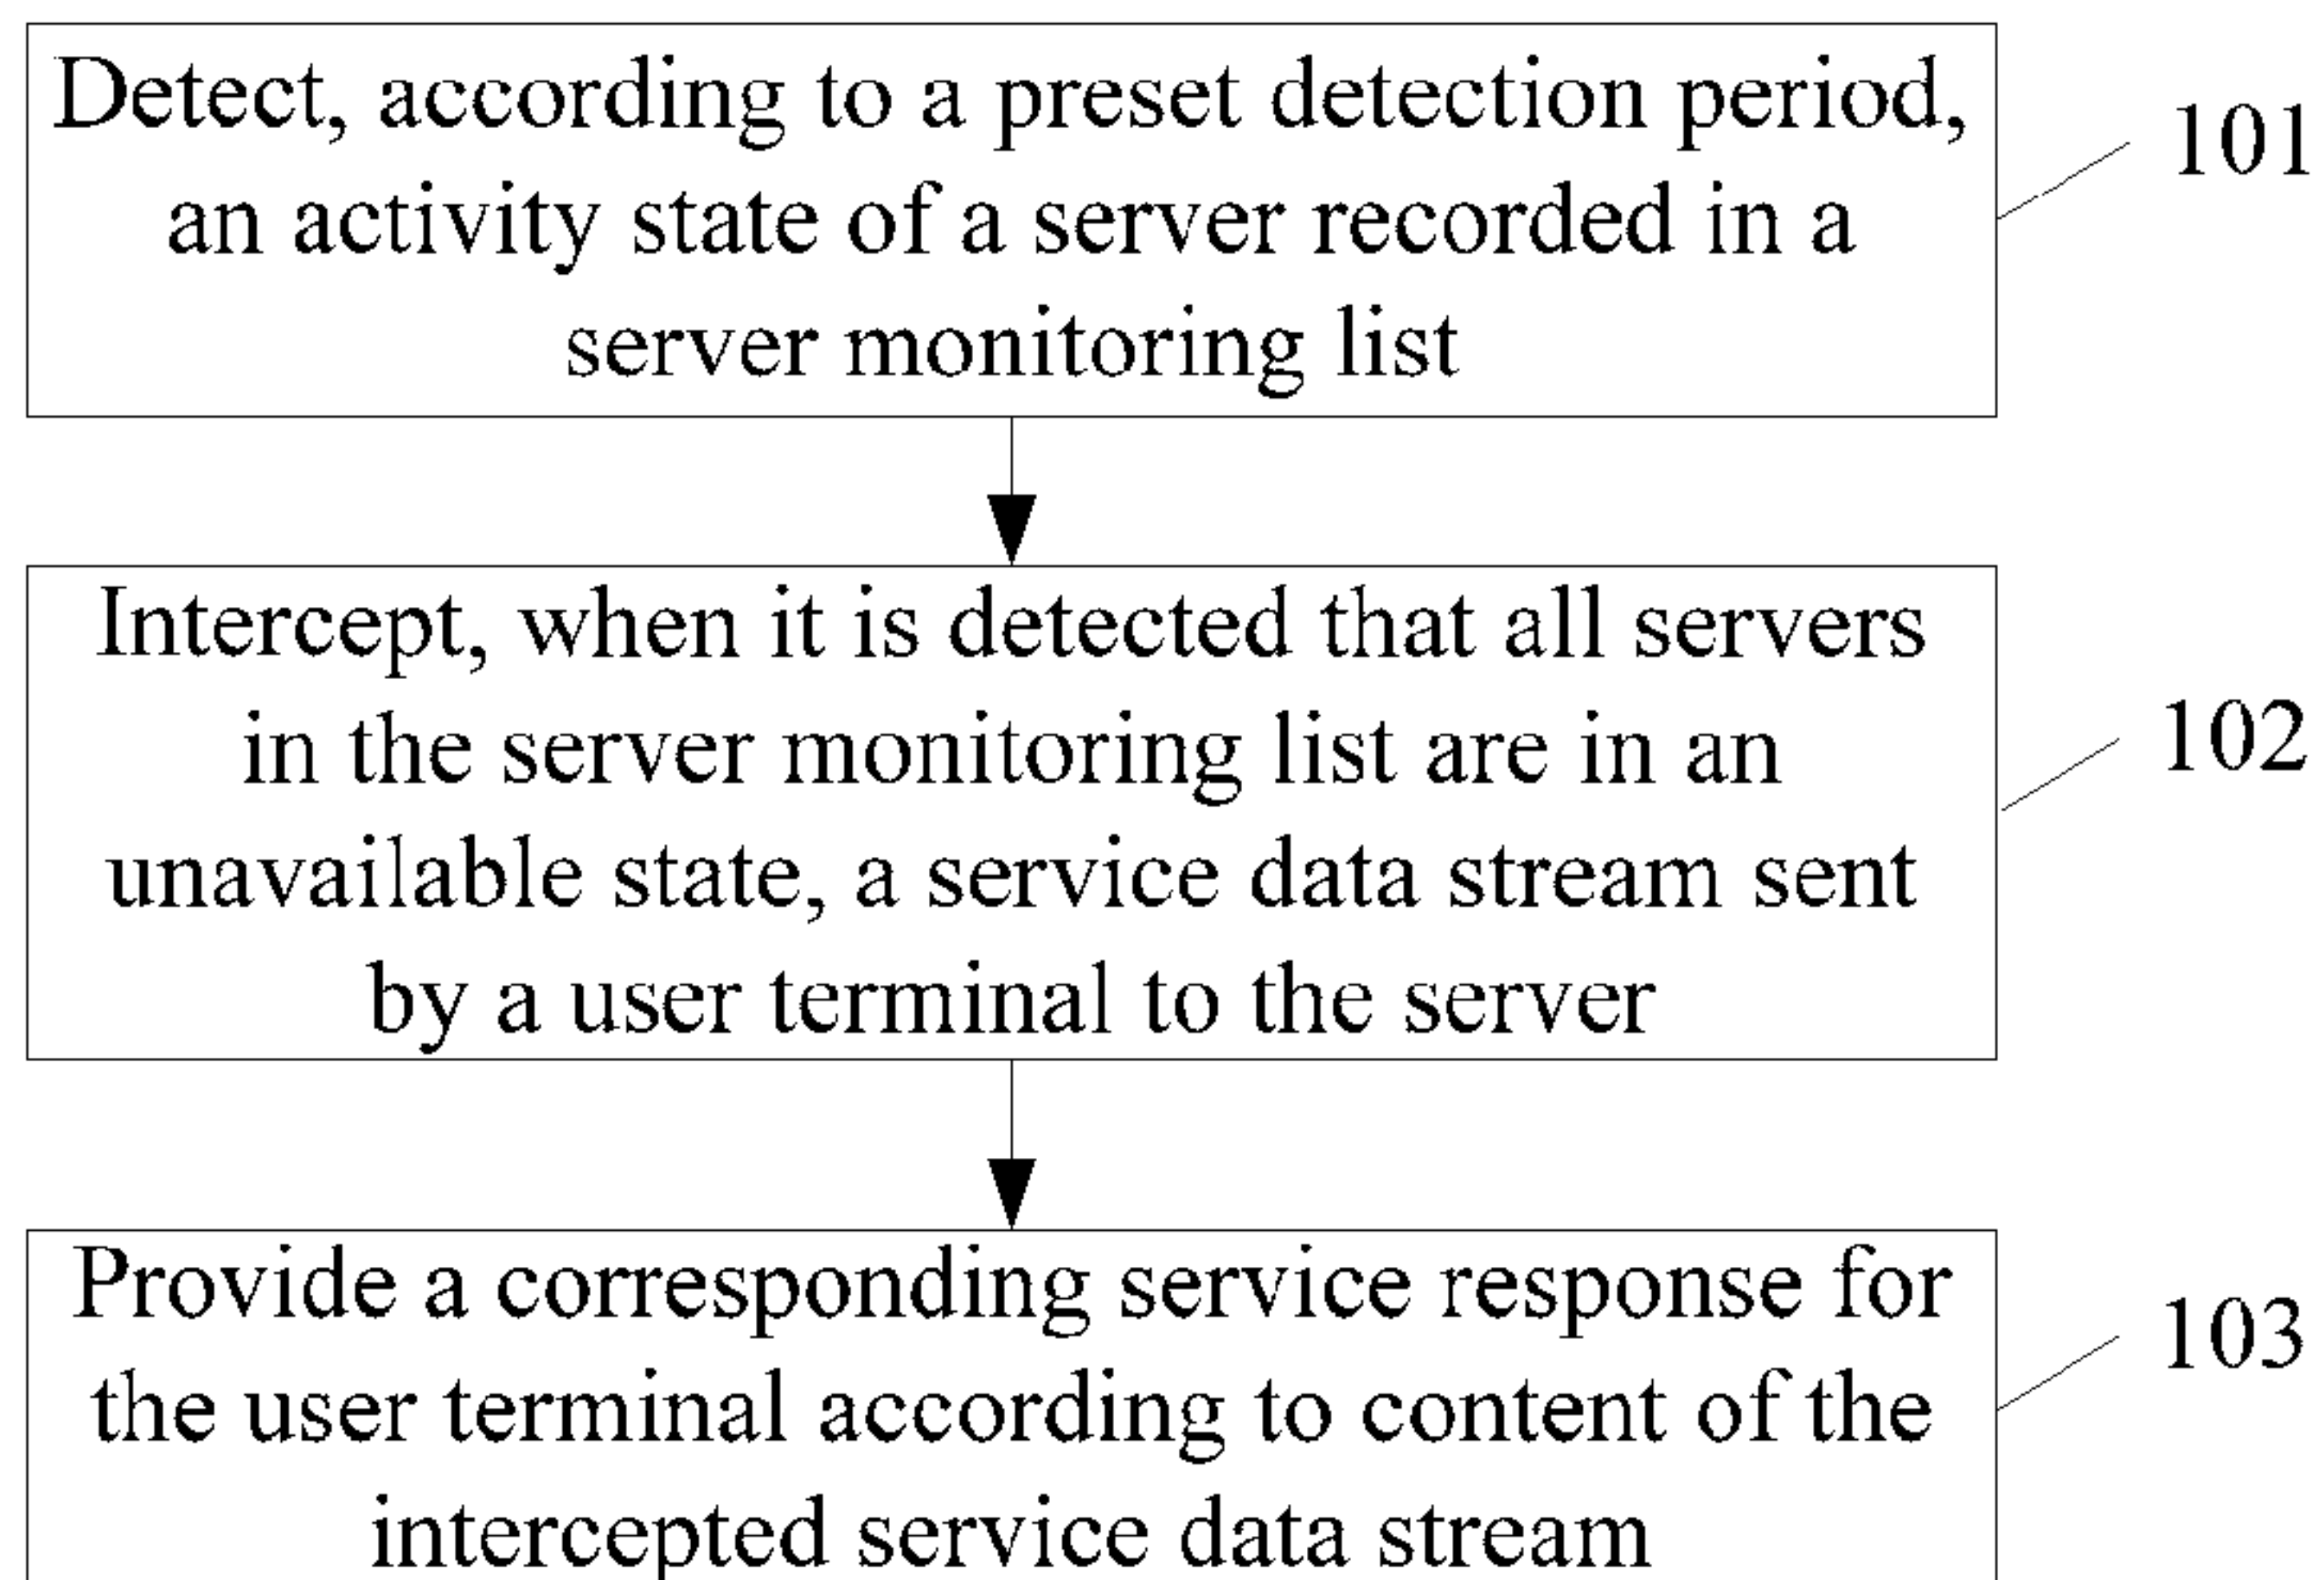 Detect, according to a preset detection period,
an activity state of a server recorded in a
server monitoring list
101
Intercept, when it is detected that all servers
in the server monitoring list are in an
unavailable state, a service data stream sent
by a user terminal to the server
102
Provide a corresponding service response for
the user terminal according to content of the
intercepted service data stream
103